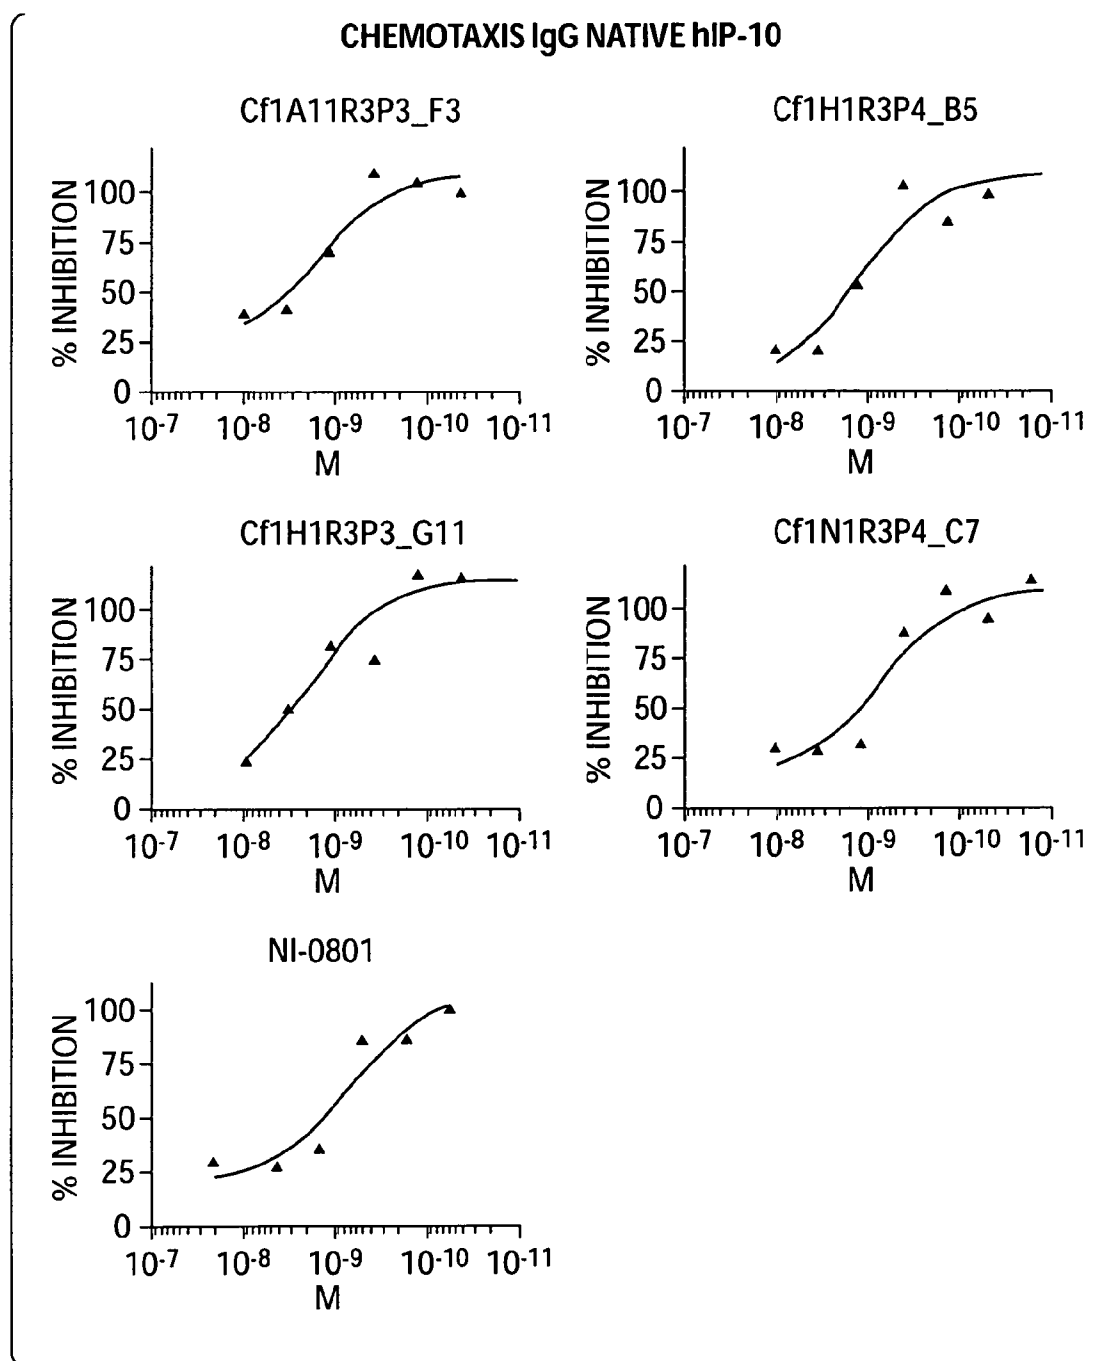 CHEMOTAXIS IgG NATIVE hIP-10
Cf1A11R3P3_F3
% INHIBITION
100
75
50
25
0
10-7 10-8 10-9 10-10 10-11
M
Cf1H1R3P4_B5
% INHIBITION
100
75
50
25
0
10-7 10-8 10-9 10-10 10-11
M
Cf1H1R3P3_G11
% INHIBITION
100
75
50
25
0
10-7 10-8 10-9 10-10 10-11
M
Cf1N1R3P4_C7
% INHIBITION
100
75
50
25
0
10-7 10-8 10-9 10-10 10-11
M
NI-0801
% INHIBITION
100
75
50
25
0
10-7 10-8 10-9 10-10 10-11
M